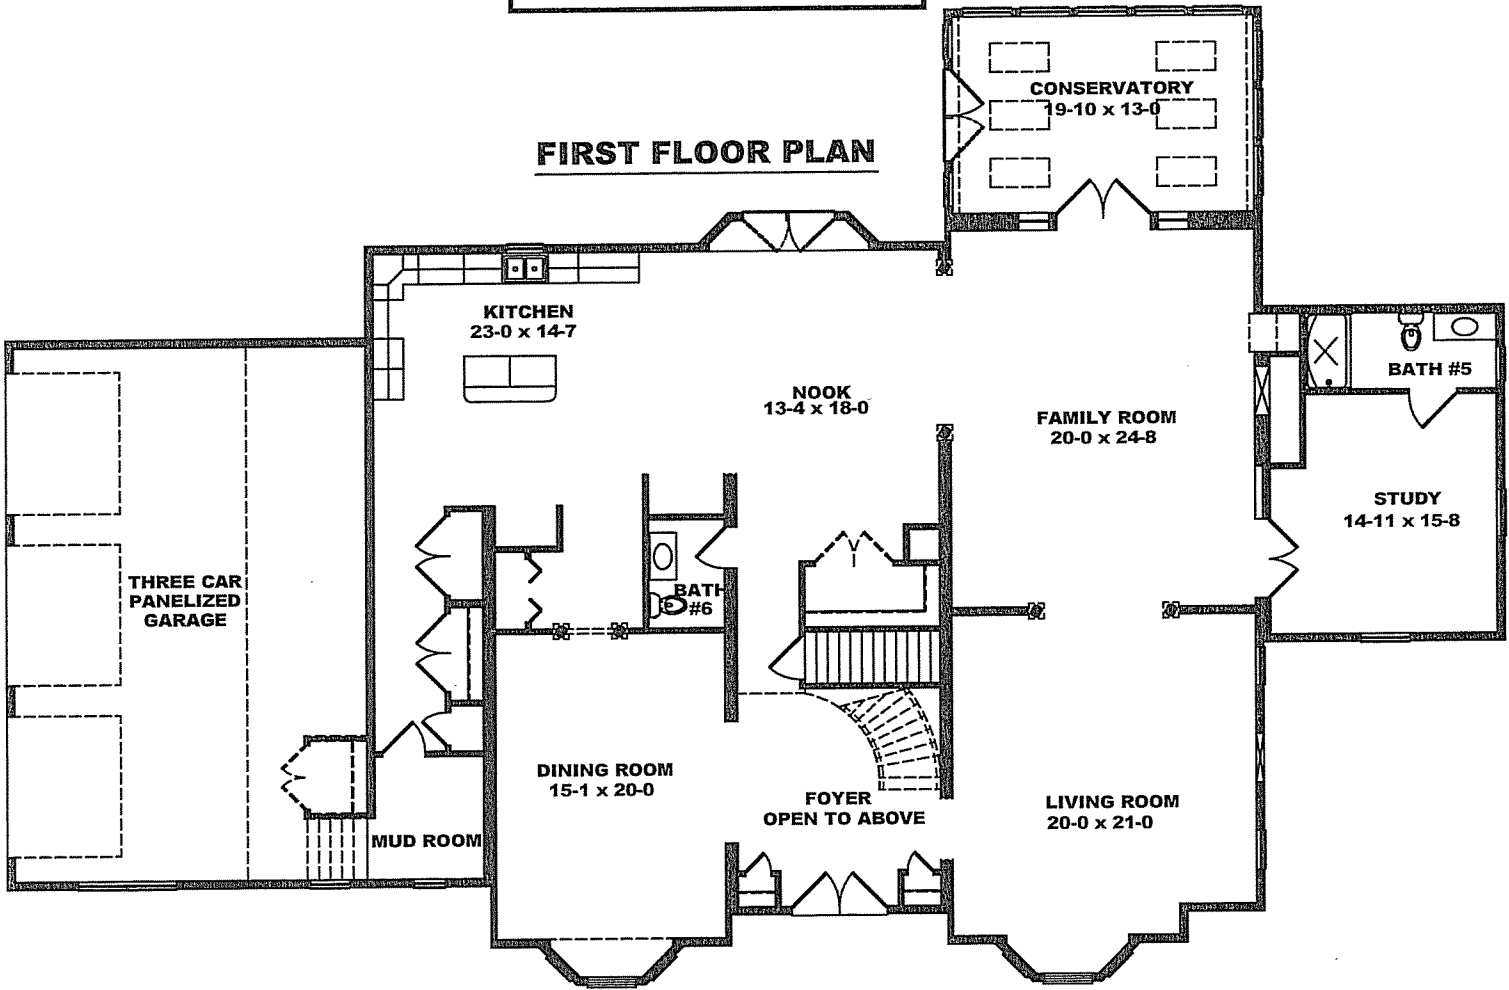 CONSERVATORY
19-10 x 13-0
FIRST FLOOR PLAN
KITCHEN
23-0 x 14-7
BATH #5
NOOK
13-4 x 18-0
FAMILY ROOM
20-0 x 24-8
STUDY
14-11 x 15-8
THREE CAR
PANELIZED
GARAGE
BATH
#6
DINING ROOM
15-1 x 20-0
FOYER
OPEN TO ABOVE
LIVING ROOM
20-0 x 21-0
MUD ROOM